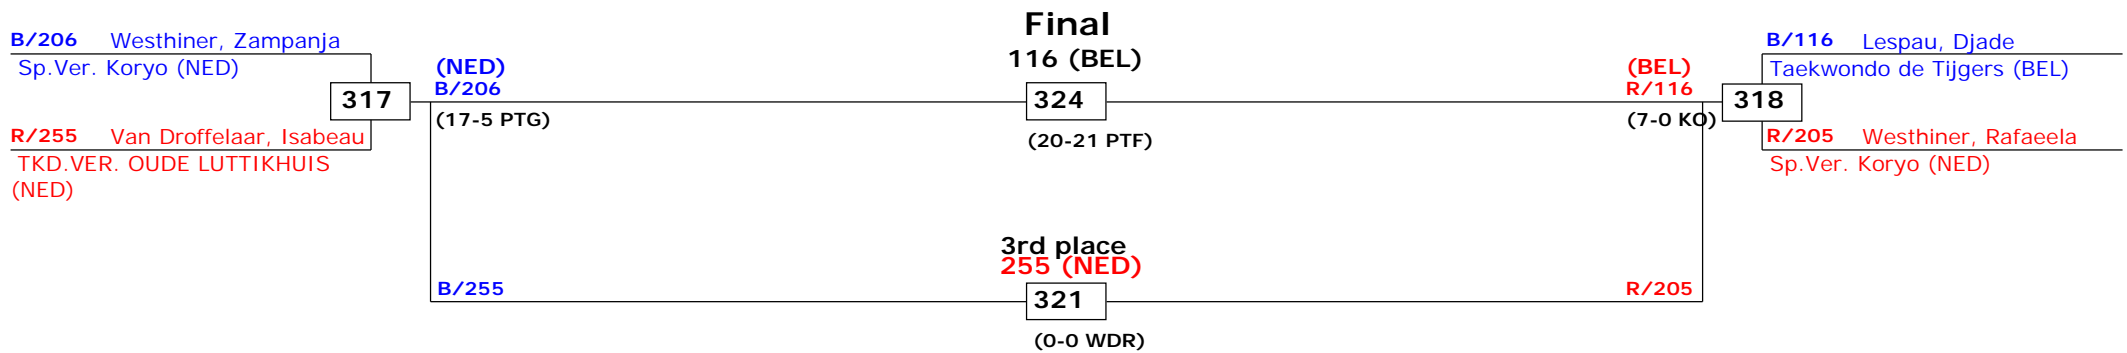 Final
116 (BEL)
324
(20-21 PTF)
B/206 Westhiner, Zampanja
Sp.Ver. Koryo (NED)
317
R/255 Van Droffelaar, Isabeau
TKD.VER. OUDE LUTTIKHUIS
(NED)
(NED)
B/206
(17-5 PTG)
(BEL)
R/116
(7-0 KO)
B/116 Lespau, Djade
Taekwondo de Tijgers (BEL)
318
R/205 Westhiner, Rafaeela
Sp.Ver. Koryo (NED)
3rd place
255 (NED)
B/255
321
R/205
(0-0 WDR)